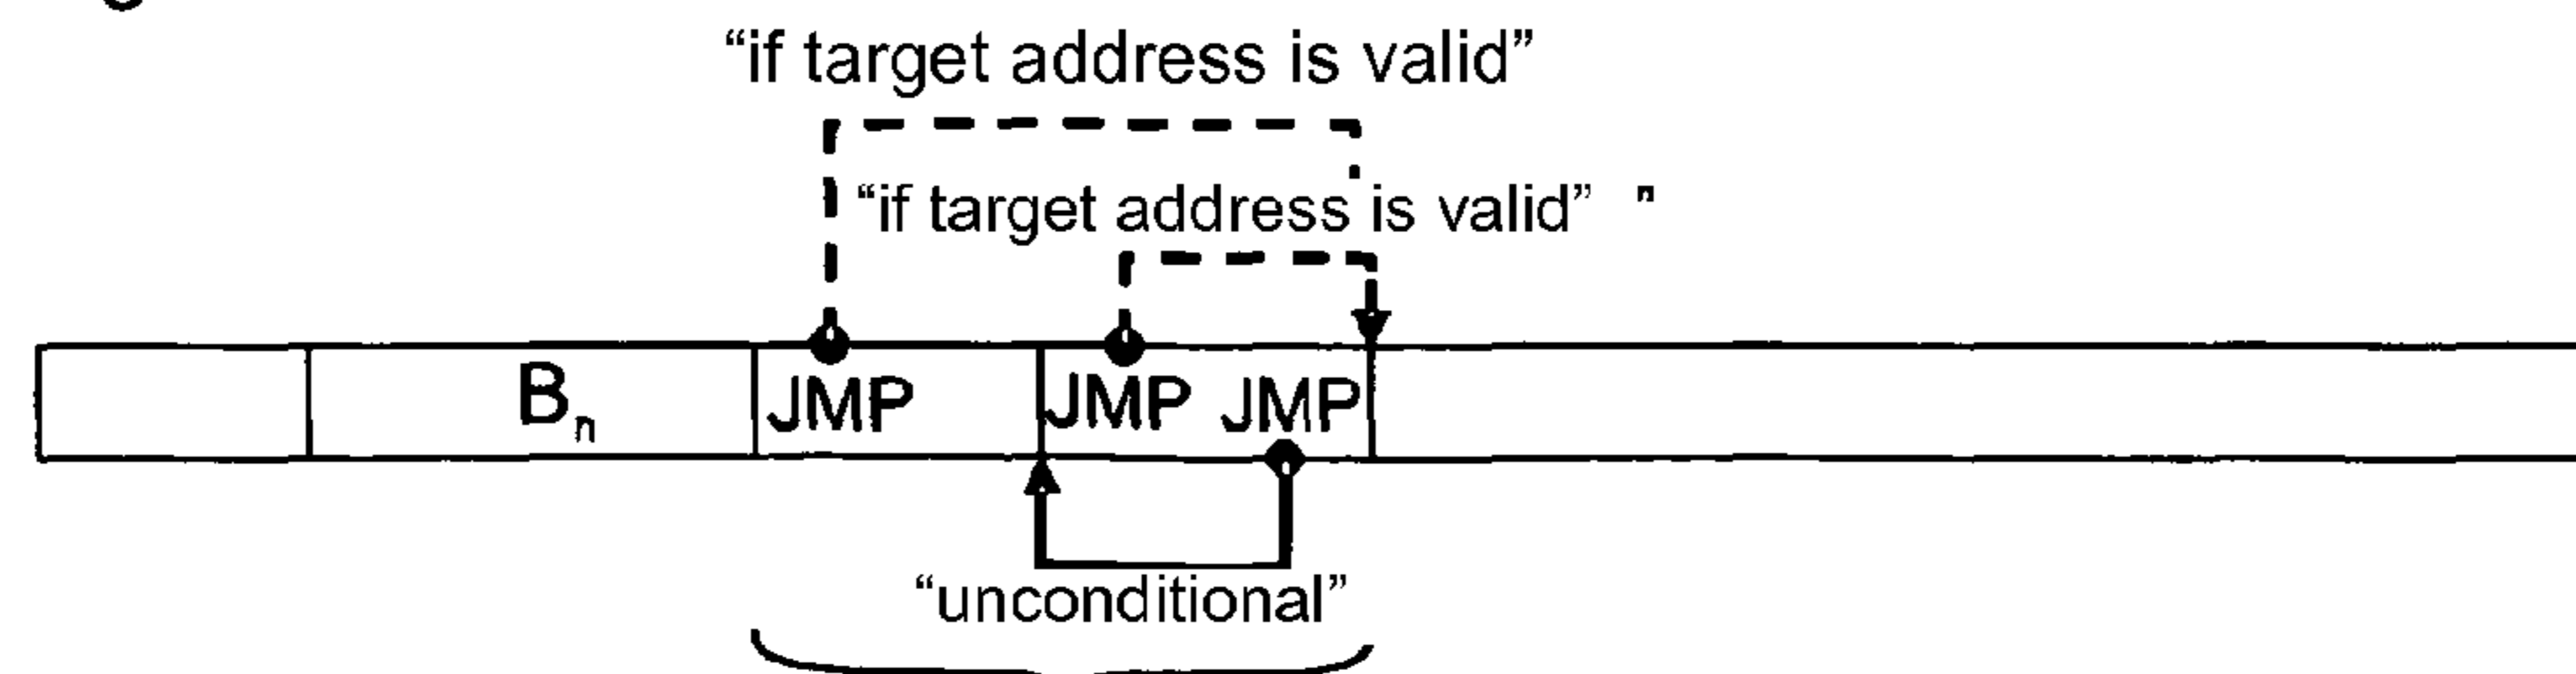 “if target address is valid”
“if target address is valid” "
Bn JMP JMP JMP
“unconditional”